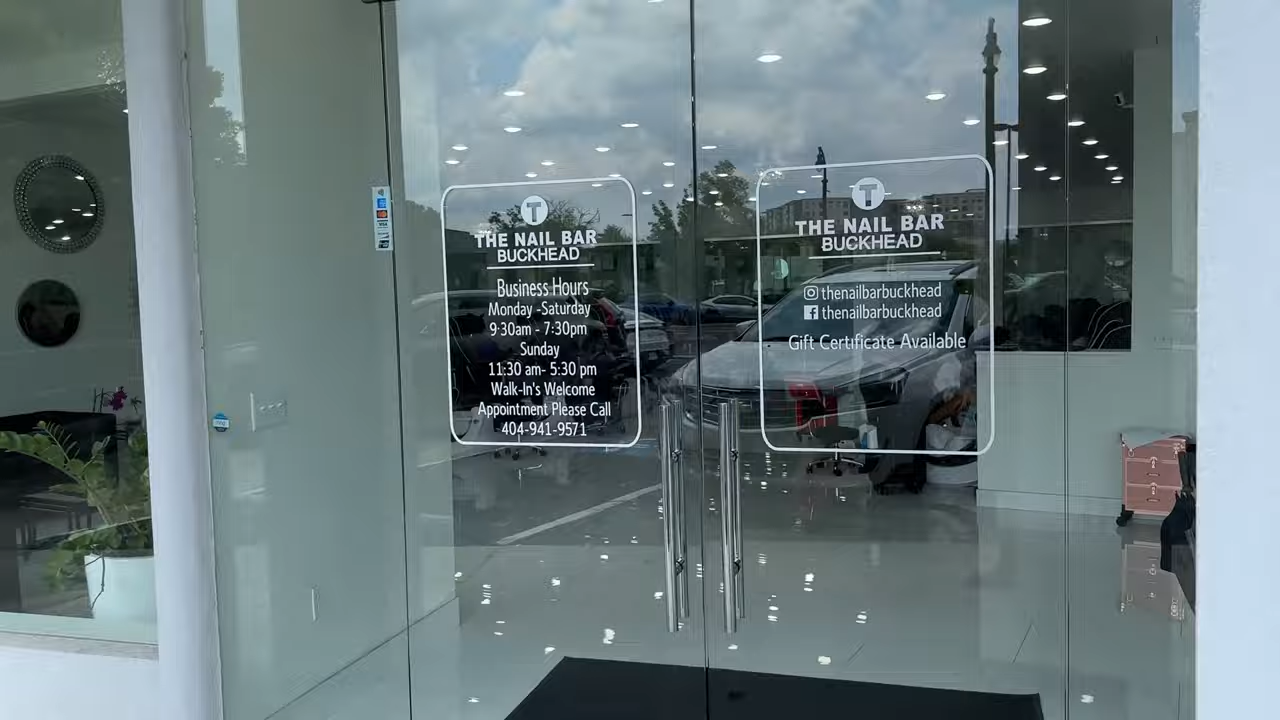 T
THE NAIL BAR
BUCKHEAD
Business Hours
Monday -Saturday
9:30am - 7:30pm
Sunday
11:30 am- 5:30 pm
Walk-In's Welcome
Appointment Please Call
404-941-9571
T
THE NAIL BAR
BUCKHEAD
thenailbarbuckhead
thenailbarbuckhead
Gift Certificate Available